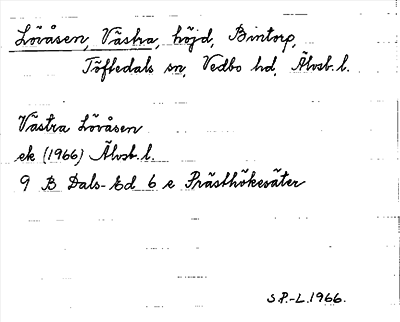 Lövåsen, Västra, höjd, Bintorp,
Töftedals sn, Vedbo hd, Älvsb. l.
Västra Lövåsen
ek (1966) Älvsb. l.
9 B Dals-Ed 6 e Prästhökesäter
S P.-L. 1966.